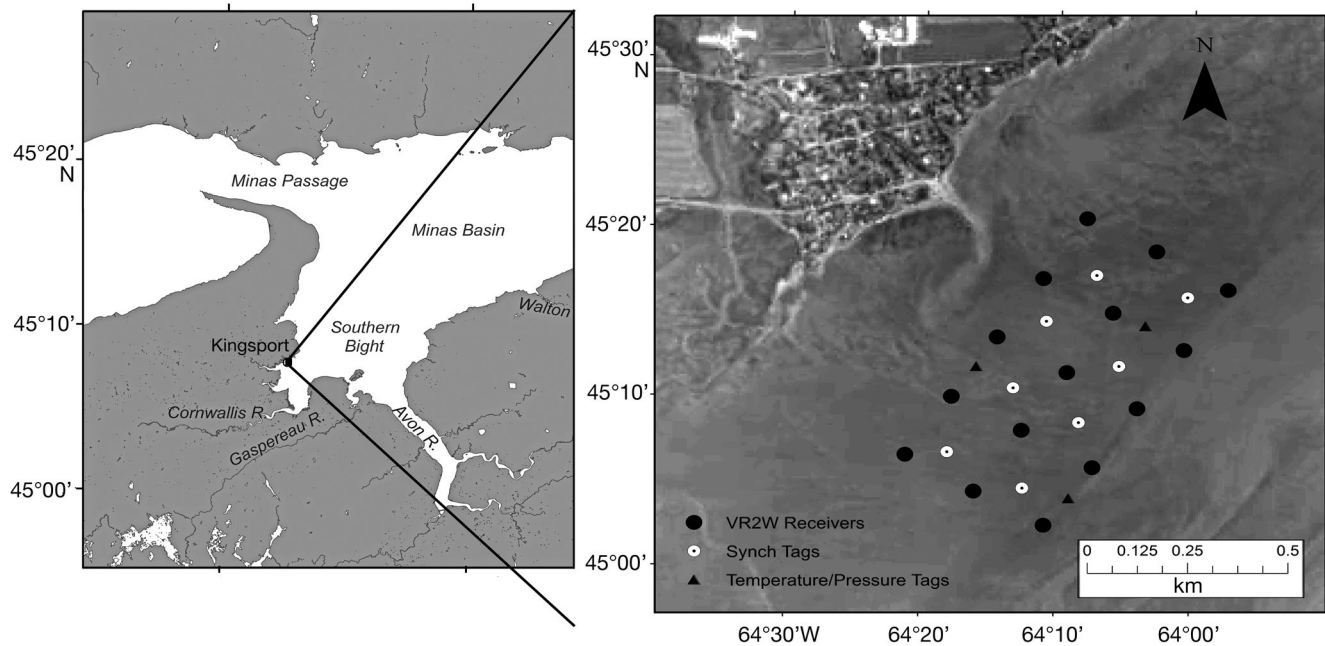 45°20'
N
45°10'
45°00'
Minas Passage
Minas Basin
Walton
Southern
Bight
Kingsport
Cornwallis R.
Gaspereau R.
Avon R.
45°30'
N
45°20'
45°10'
45°00'
N
VR2W Receivers
Synch Tags
Temperature/Pressure Tags
0 0.125 0.25 0.5
km
64°30'W 64°20' 64°10' 64°00'